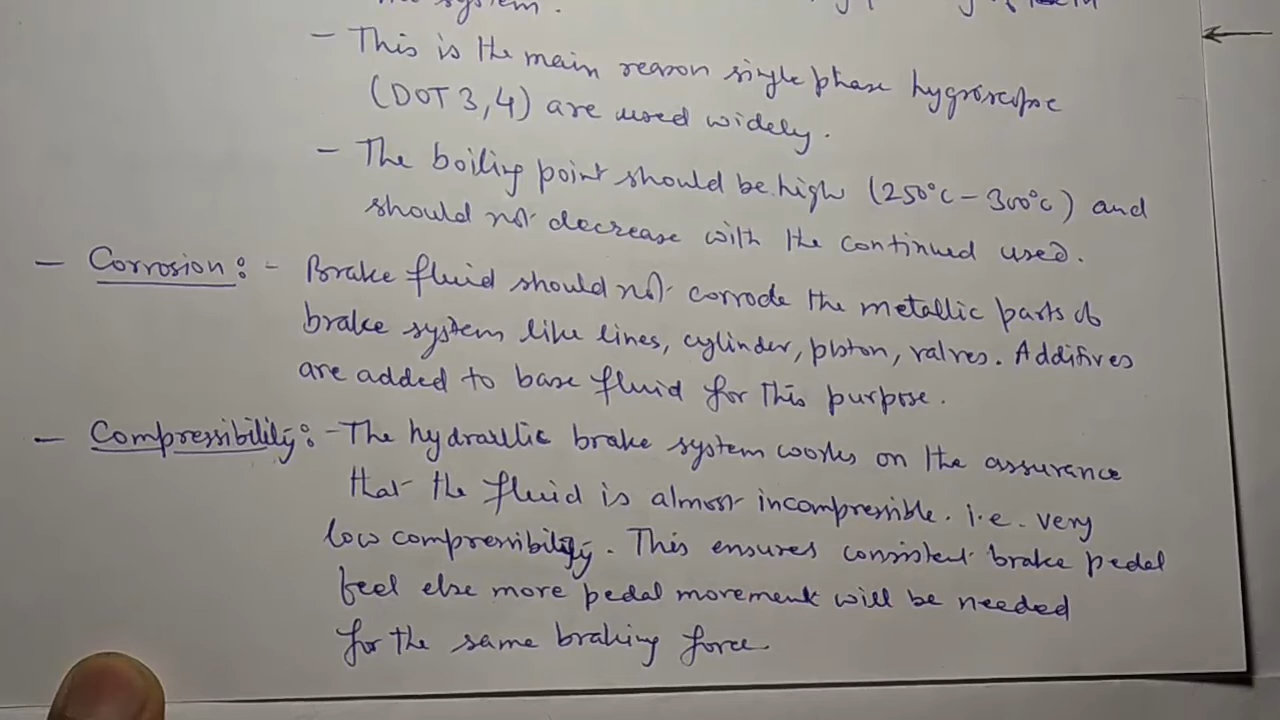 system.
- This is the main reason single phase hygroscopic
(DOT 3,4) are used widely.
- The boiling point should be high (250°c - 300°c) and
should not decrease with the continued used.
- Corrosion: - Brake fluid should not corrode the metallic parts of
brake system like lines, cylinder, piston, valves. Additives
are added to base fluid for this purpose.
- Compressibility: - The hydraulic brake system works on the assurance
that the fluid is almost incompressible. i.e. very
low compressibility. This ensures consistent brake pedal
feel else more pedal movement will be needed
for the same braking force.